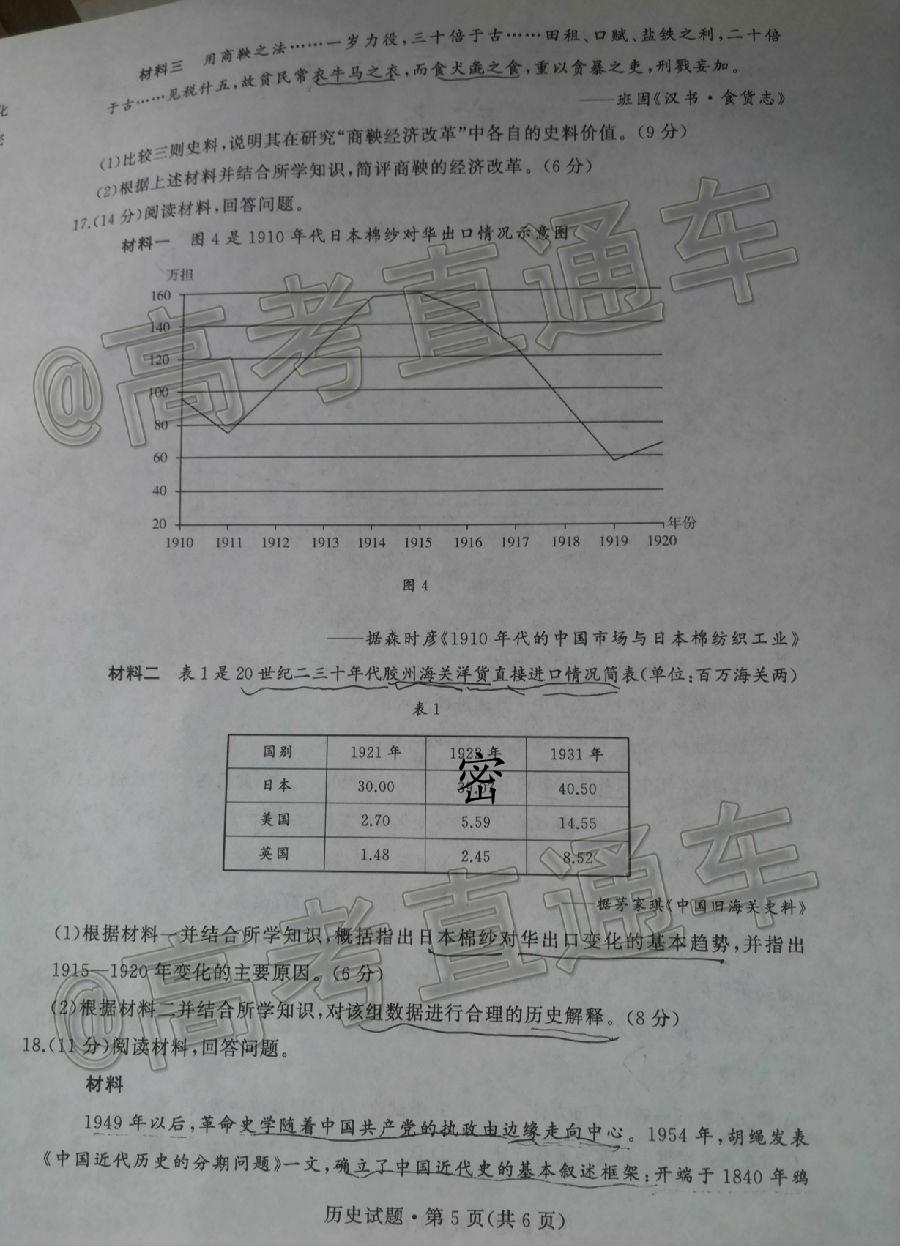 材料三 用商鞅之法……一岁力役,三十倍于古……田租、口赋、盐铁之利,二十倍
于古……见税什五,故贫民常衣牛马之衣,而食犬彘之食,重以贪暴之吏,刑戮妄加。
——班固《汉书·食货志》
(1)比较三则史料,说明其在研究“商鞅经济改革”中各自的史料价值。(9分)
(2)根据上述材料并结合所学知识,简评商鞅的经济改革。(6分)
17.(14分)阅读材料,回答问题。
材料一 图4是1910年代日本棉纱对华出口情况示意图
万担
160
140
120
100
80
60
40
20
1910 1911 1912 1913 1914 1915 1916 1917 1918 1919 1920
年份
图4
——据森时彦《1910年代的中国市场与日本棉纺织工业》
材料二 表1是20世纪二三十年代胶州海关洋货直接进口情况简表(单位:百万海关两)
表1
国别 1921年 年 1931年
日本 30.00 40.50
美国 2.70 5.59 14.55
英国 1.48 2.45 8.52
密
——据茅家琪《中国旧海关史料》
(1)根据材料一并结合所学知识,概括指出日本棉纱对华出口变化的基本趋势,并指出
1915—1920年变化的主要原因。(6分)
(2)根据材料二并结合所学知识,对该组数据进行合理的历史解释。(8分)
18.(11分)阅读材料,回答问题。
材料
1949年以后,革命史学随着中国共产党的执政由边缘走向中心。1954年,胡绳发表
《中国近代历史的分期问题》一文,确立了中国近代史的基本叙述框架:开端于1840年鸦
历史试题·第5页(共6页)
@高考直通车
@高考直通车